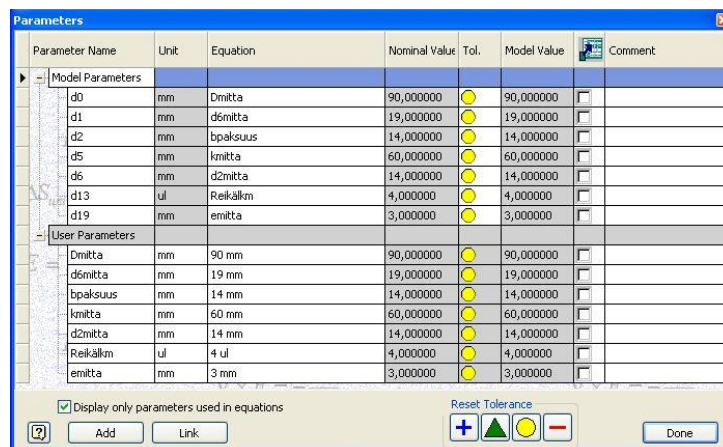 Parameters
Parameter Name Unit Equation Nominal Value Tol. Model Value Comment
Model Parameters
d0 mm Dmitta 90,000000 90,000000
d1 mm d6mitta 19,000000 19,000000
d2 mm bpaksuus 14,000000 14,000000
d5 mm kmitta 60,000000 60,000000
d6 mm d2mitta 14,000000 14,000000
d13 ul Reikälkm 4,000000 4,000000
d19 mm emitta 3,000000 3,000000
User Parameters
Dmitta mm 90 mm 90,000000 90,000000
d6mitta mm 19 mm 19,000000 19,000000
bpaksuus mm 14 mm 14,000000 14,000000
kmitta mm 60 mm 60,000000 60,000000
d2mitta mm 14 mm 14,000000 14,000000
Reikälkm ul 4 ul 4,000000 4,000000
emitta mm 3 mm 3,000000 3,000000
Display only parameters used in equations
Reset Tolerance
? Add Link Done